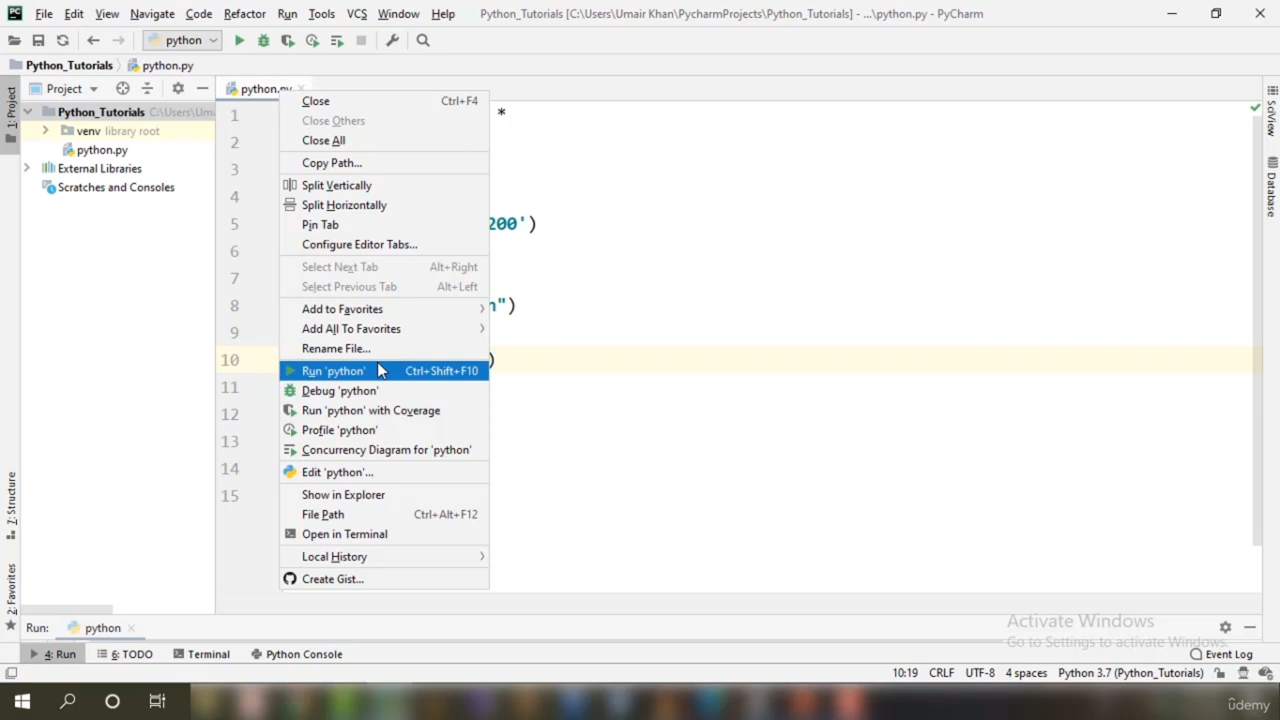 PC File Edit View Navigate Code Refactor Run Tools VCS Window Help Python_Tutorials [C:\Users\Umair Khan\PycharmProjects\Python_Tutorials] - ...\python.py - PyCharm
python
Python_Tutorials python.py
1: Project
Project
python.py
Python_Tutorials C:\Users\Uma
venv library root
python.py
External Libraries
Scratches and Consoles
7: Structure
2: Favorites
1
2
3
4
5
6
7
8
9
10
11
12
13
14
15
*
200')
n")
)
Close Ctrl+F4
Close Others
Close All
Copy Path...
Split Vertically
Split Horizontally
Pin Tab
Configure Editor Tabs...
Select Next Tab Alt+Right
Select Previous Tab Alt+Left
Add to Favorites
Add All To Favorites
Rename File...
Run 'python' Ctrl+Shift+F10
Debug 'python'
Run 'python' with Coverage
Profile 'python'
Concurrency Diagram for 'python'
Edit 'python'...
Show in Explorer
File Path Ctrl+Alt+F12
Open in Terminal
Local History
Create Gist...
SciView
Database
Activate Windows
Go to Settings to activate Windows.
Run: python
4: Run 6: TODO Terminal Python Console Event Log
10:19 CRLF UTF-8 4 spaces Python 3.7 (Python_Tutorials)
ûdemy